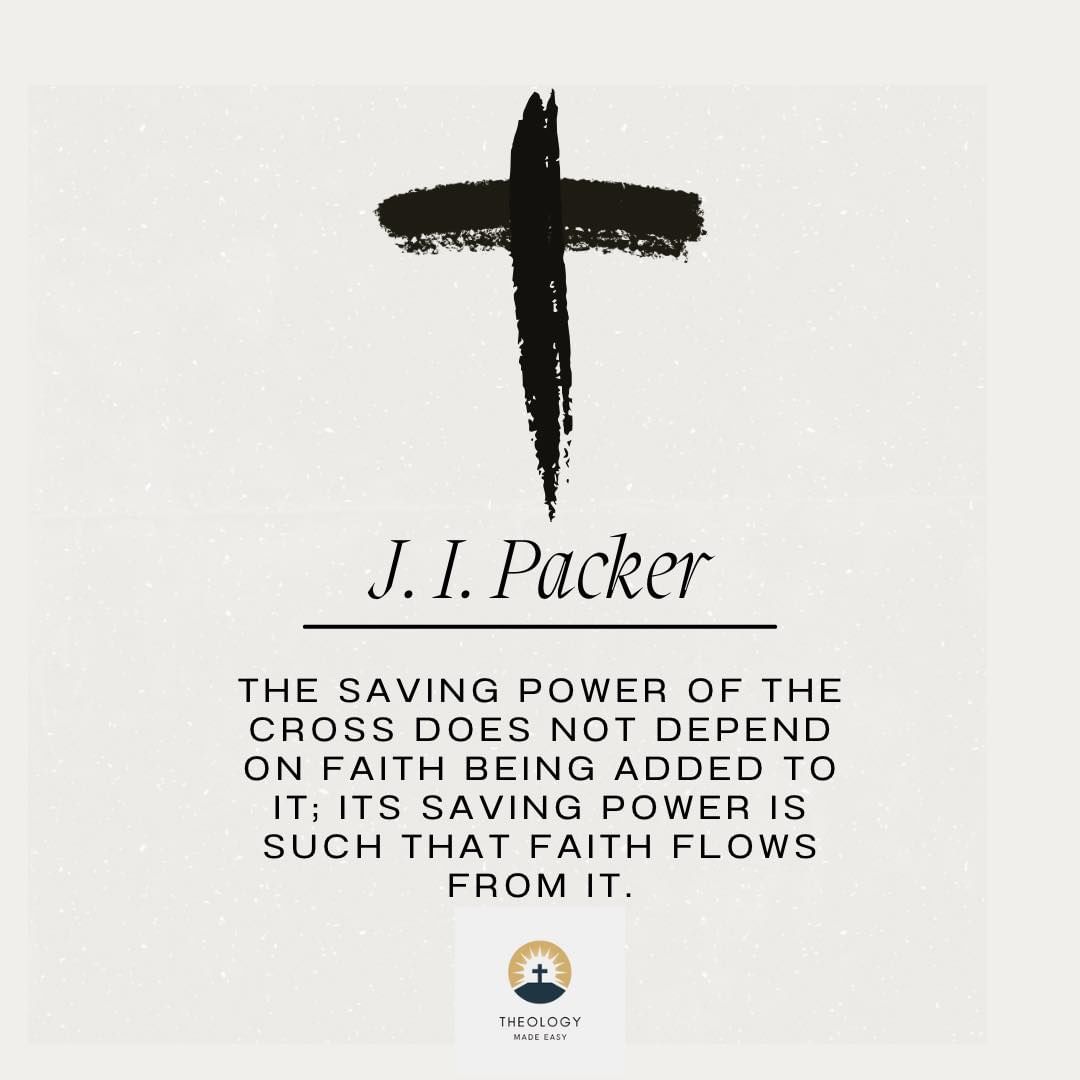 J. I. Packer
THE SAVING POWER OF THE
CROSS DOES NOT DEPEND
ON FAITH BEING ADDED TO
IT; ITS SAVING POWER IS
SUCH THAT FAITH FLOWS
FROM IT.
THEOLOGY
MADE EASY